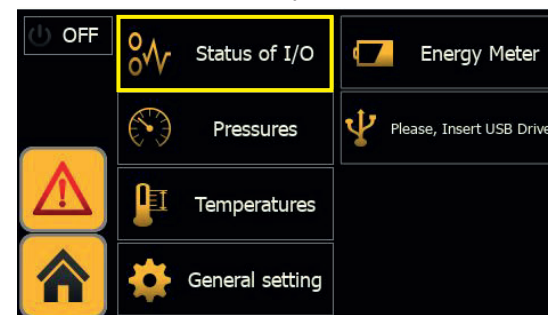 OFF
Status of I/O
Energy Meter
Pressures
Please, Insert USB Drive
Temperatures
General setting